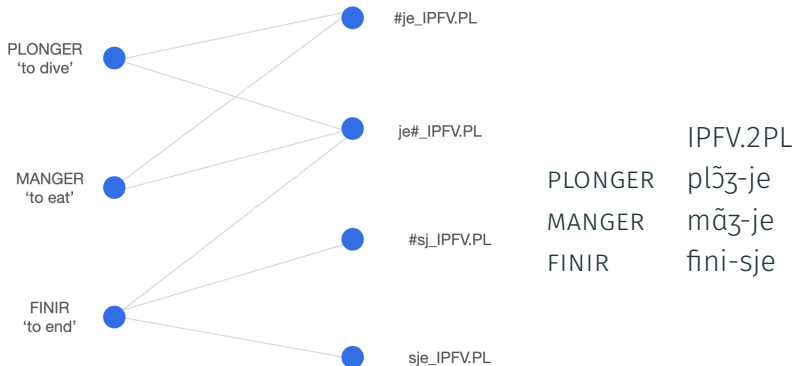 PLONGER
‘to dive’
MANGER
‘to eat’
FINIR
‘to end’
#je_IPFV.PL
je#_IPFV.PL
#sj_IPFV.PL
sje_IPFV.PL
IPFV.2PL
PLONGER plɔ̃ʒ-je
MANGER mãʒ-je
FINIR fini-sje